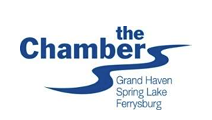 the
Chamber
Grand Haven
Spring Lake
Ferrysburg